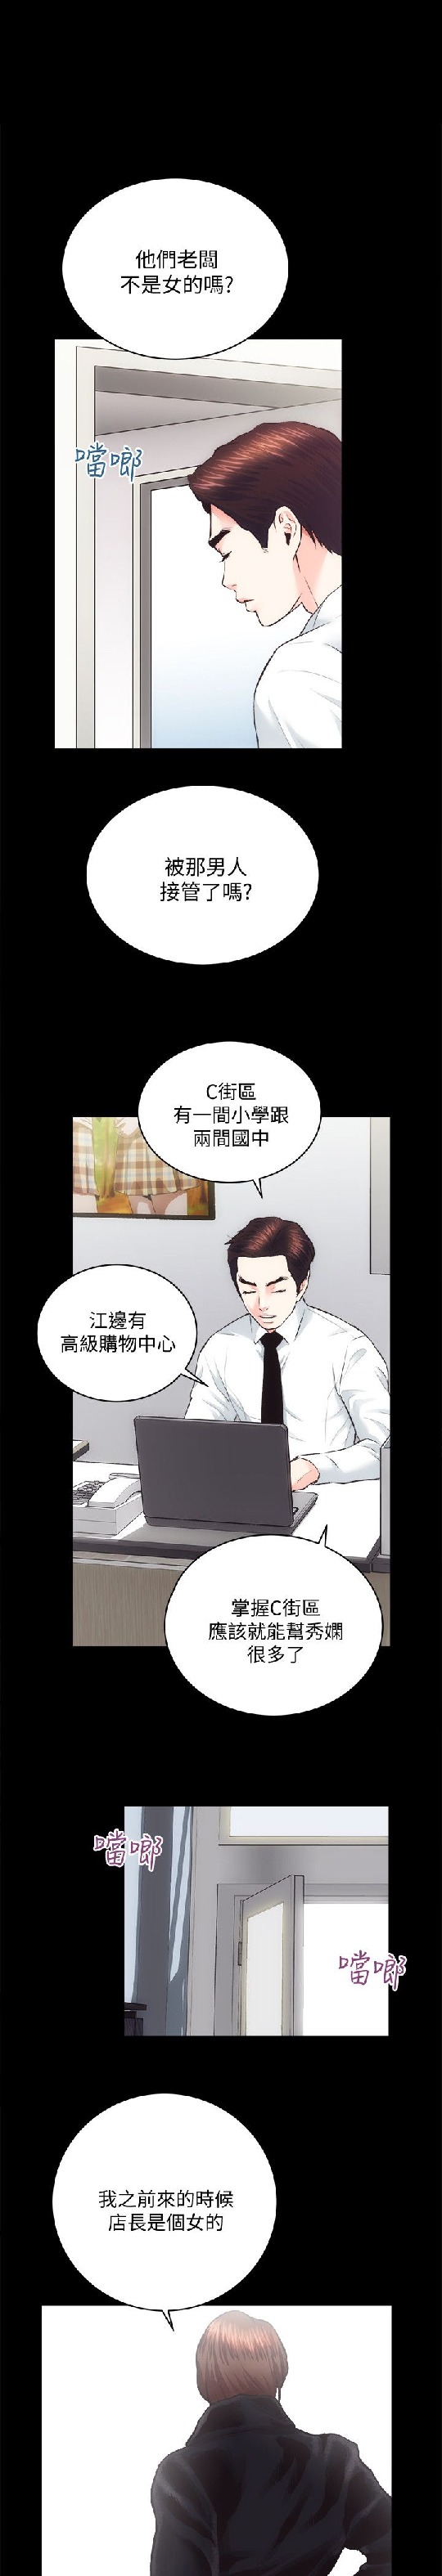 他們老闆
不是女的嗎?
噹啷
被那男人
接管了嗎?
C街區
有一間小學跟
兩間國中
江邊有
高級購物中心
掌握C街區
應該就能幫秀嫻
很多了
噹啷
噹啷
我之前來的時候
店長是個女的